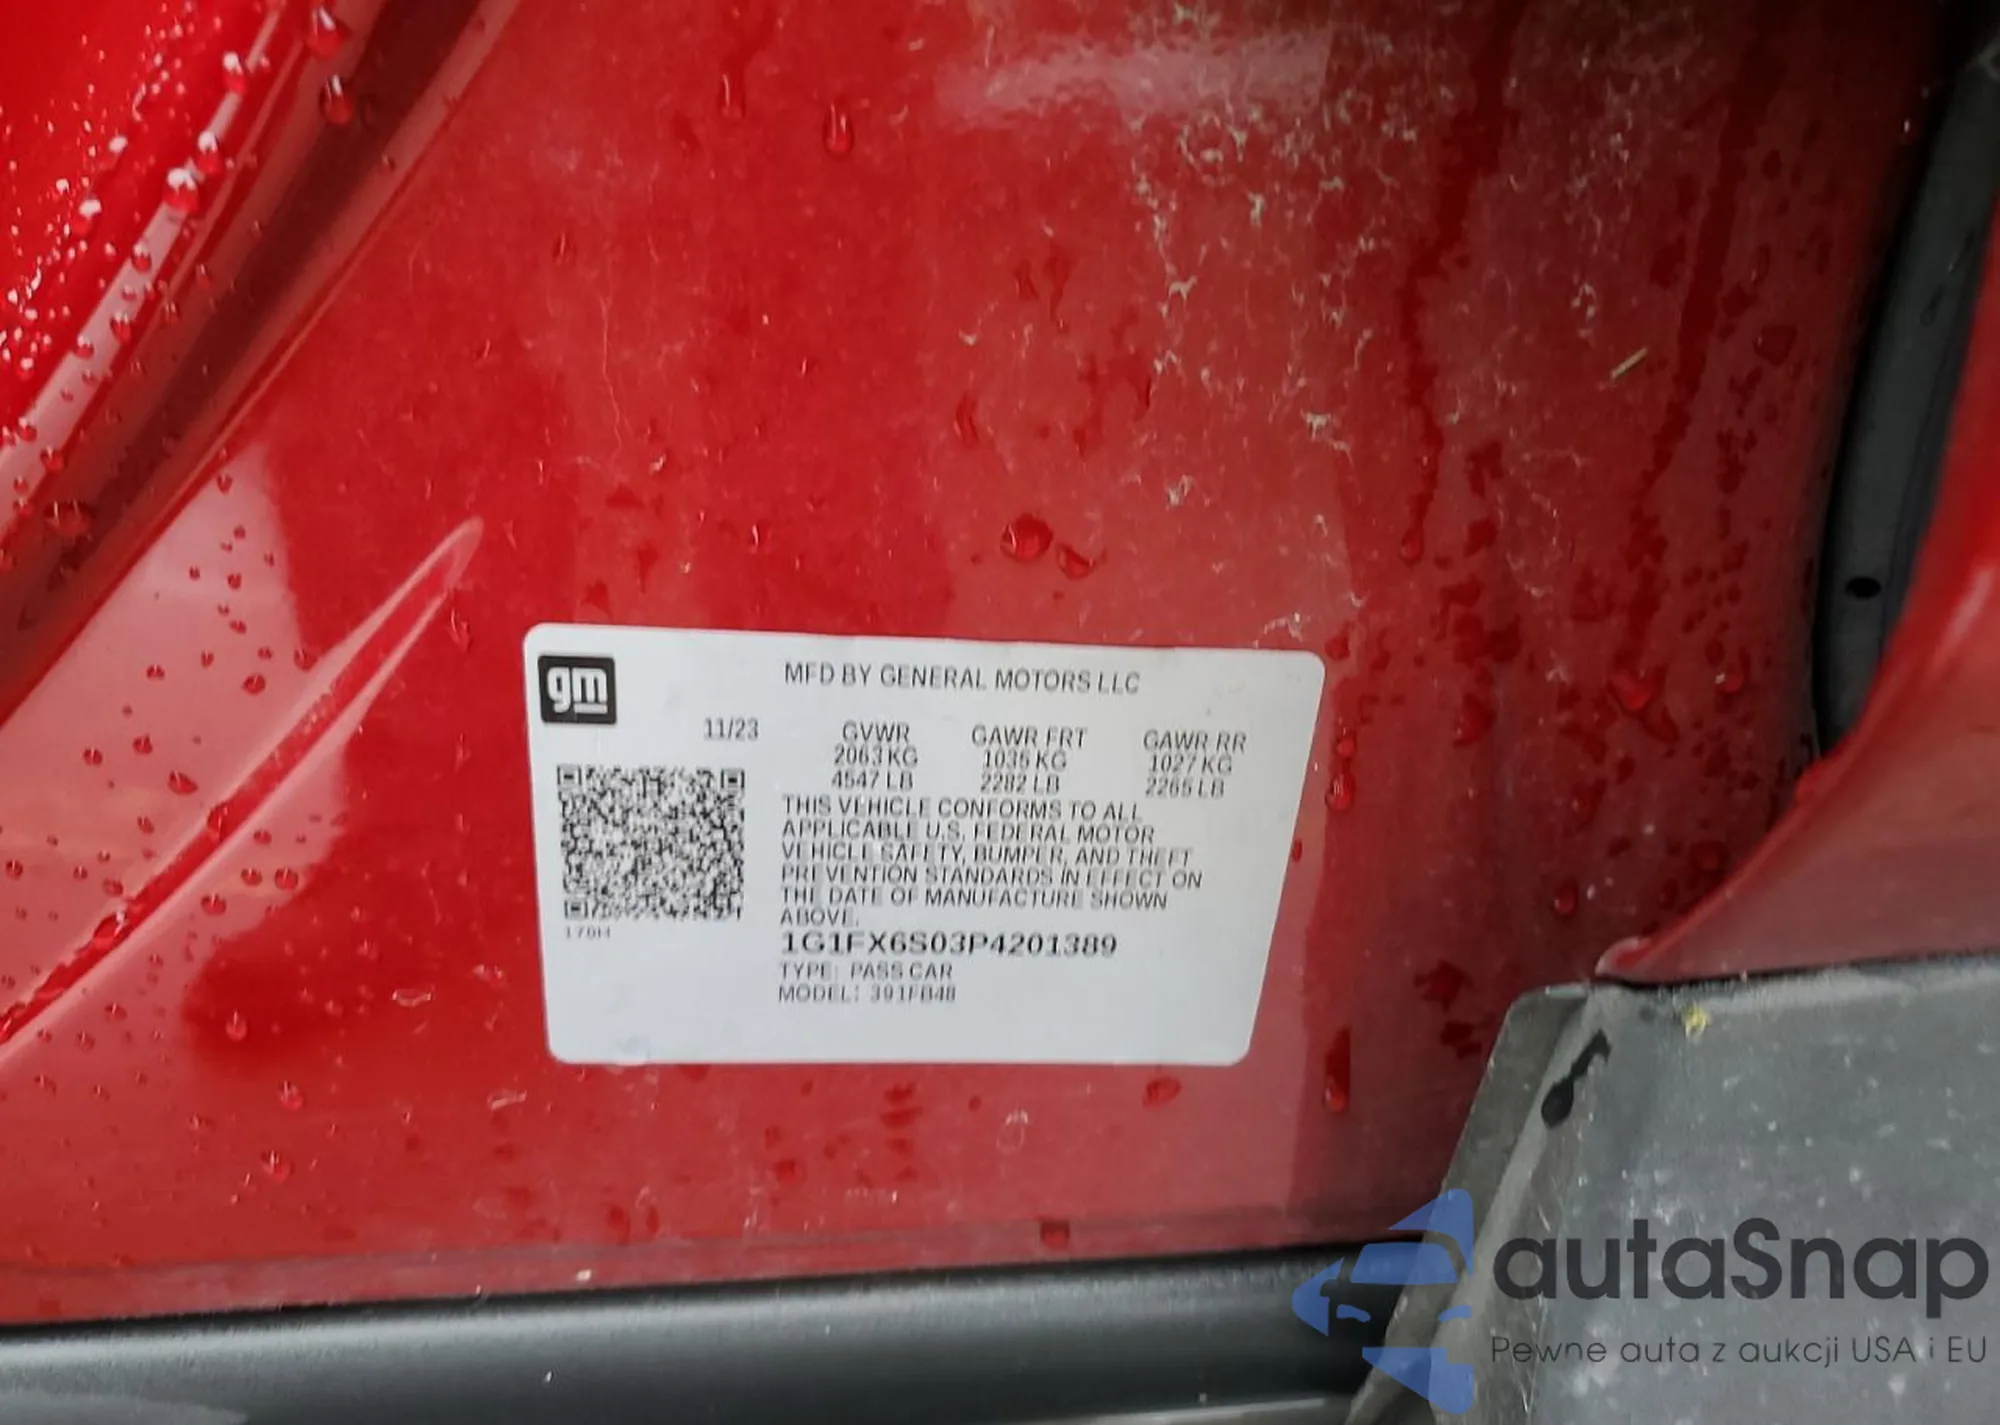 gm
MFD BY GENERAL MOTORS LLC
11/23 GVWR GAWR FRT GAWR RR
2063 KG 1035 KG 1027 KG
4547 LB 2282 LB 2265 LB
THIS VEHICLE CONFORMS TO ALL
APPLICABLE U.S. FEDERAL MOTOR
VEHICLE SAFETY, BUMPER, AND THEFT
PREVENTION STANDARDS IN EFFECT ON
THE DATE OF MANUFACTURE SHOWN
ABOVE.
1G1FX6S03P4201389
TYPE: PASS CAR
MODEL: 391FB48
autaSnap
Pewne auta z aukcji USA i EU